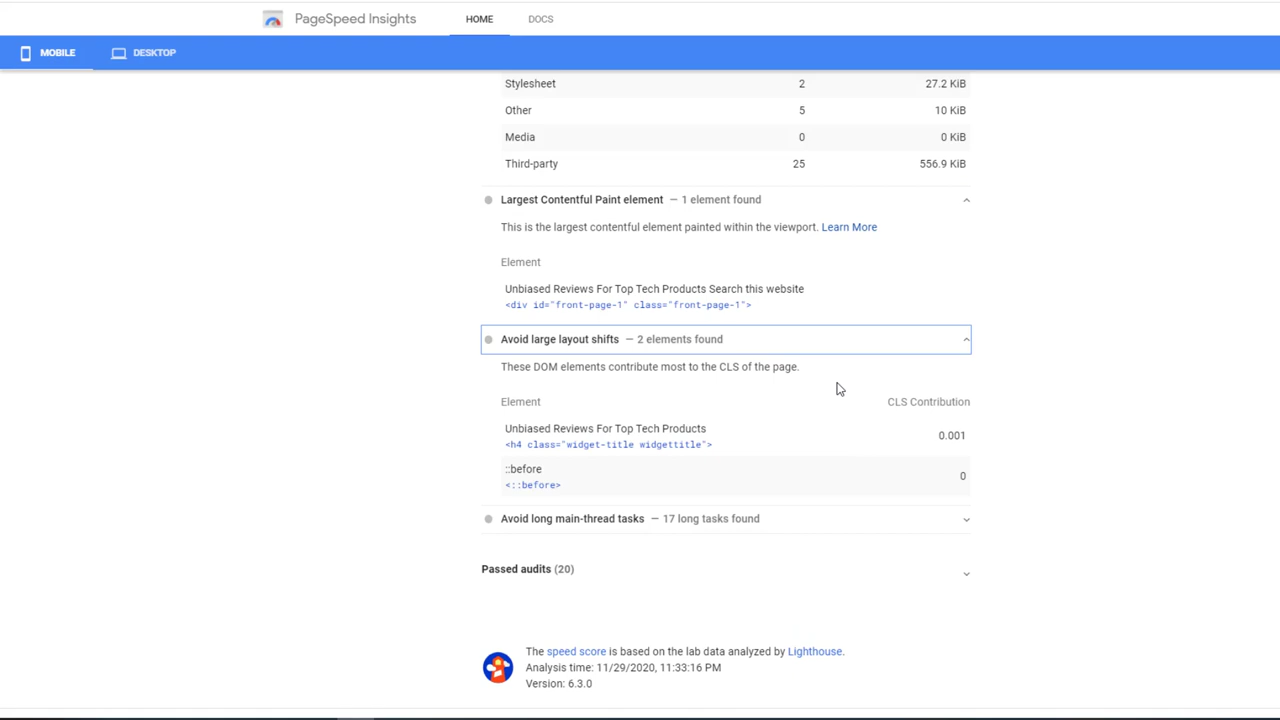 PageSpeed Insights HOME DOCS
MOBILE DESKTOP
Stylesheet 2 27.2 KiB
Other 5 10 KiB
Media 0 0 KiB
Third-party 25 556.9 KiB
Largest Contentful Paint element — 1 element found
This is the largest contentful element painted within the viewport. Learn More
Element
Unbiased Reviews For Top Tech Products Search this website
<div id="front-page-1" class="front-page-1">
Avoid large layout shifts — 2 elements found
These DOM elements contribute most to the CLS of the page.
Element CLS Contribution
Unbiased Reviews For Top Tech Products 0.001
<h4 class="widget-title widgettitle">
::before 0
<::before>
Avoid long main-thread tasks — 17 long tasks found
Passed audits (20)
The speed score is based on the lab data analyzed by Lighthouse.
Analysis time: 11/29/2020, 11:33:16 PM
Version: 6.3.0